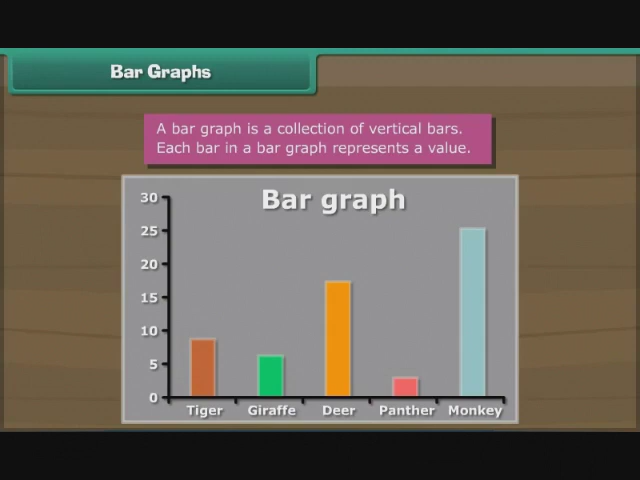 Bar Graphs
A bar graph is a collection of vertical bars.
Each bar in a bar graph represents a value.
Bar graph
30
25
20
15
10
5
0
Tiger Giraffe Deer Panther Monkey